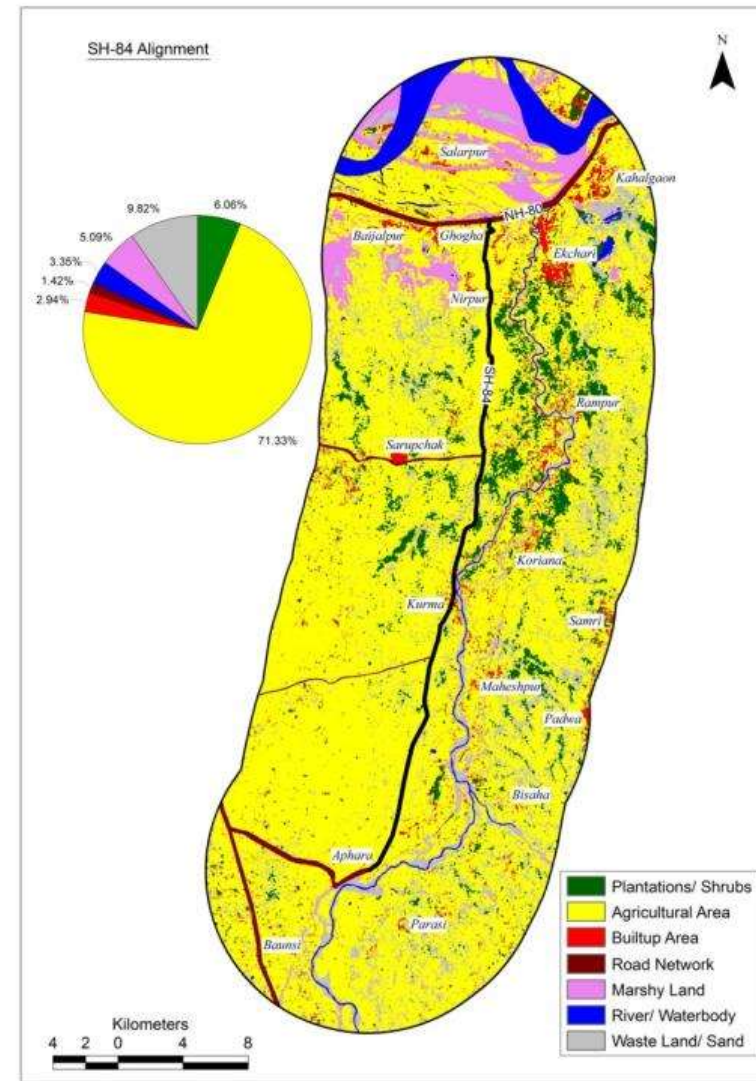 SH-84 Alignment
N
Salarpur
Kahalgaon
9.82%
6.06%
5.09%
3.35%
1.42%
2.94%
71.33%
NH-80
Baijalpur
Ghogha
Ekchari
Nirpur
SH-84
Rampur
Sarupchak
Koriana
Kurma
Samri
Maheshpur
Padwa
Bisaha
Aphara
Parasi
Baunsi
Plantations/ Shrubs
Agricultural Area
Builtup Area
Road Network
Marshy Land
River/ Waterbody
Waste Land/ Sand
Kilometers
4 2 0 4 8